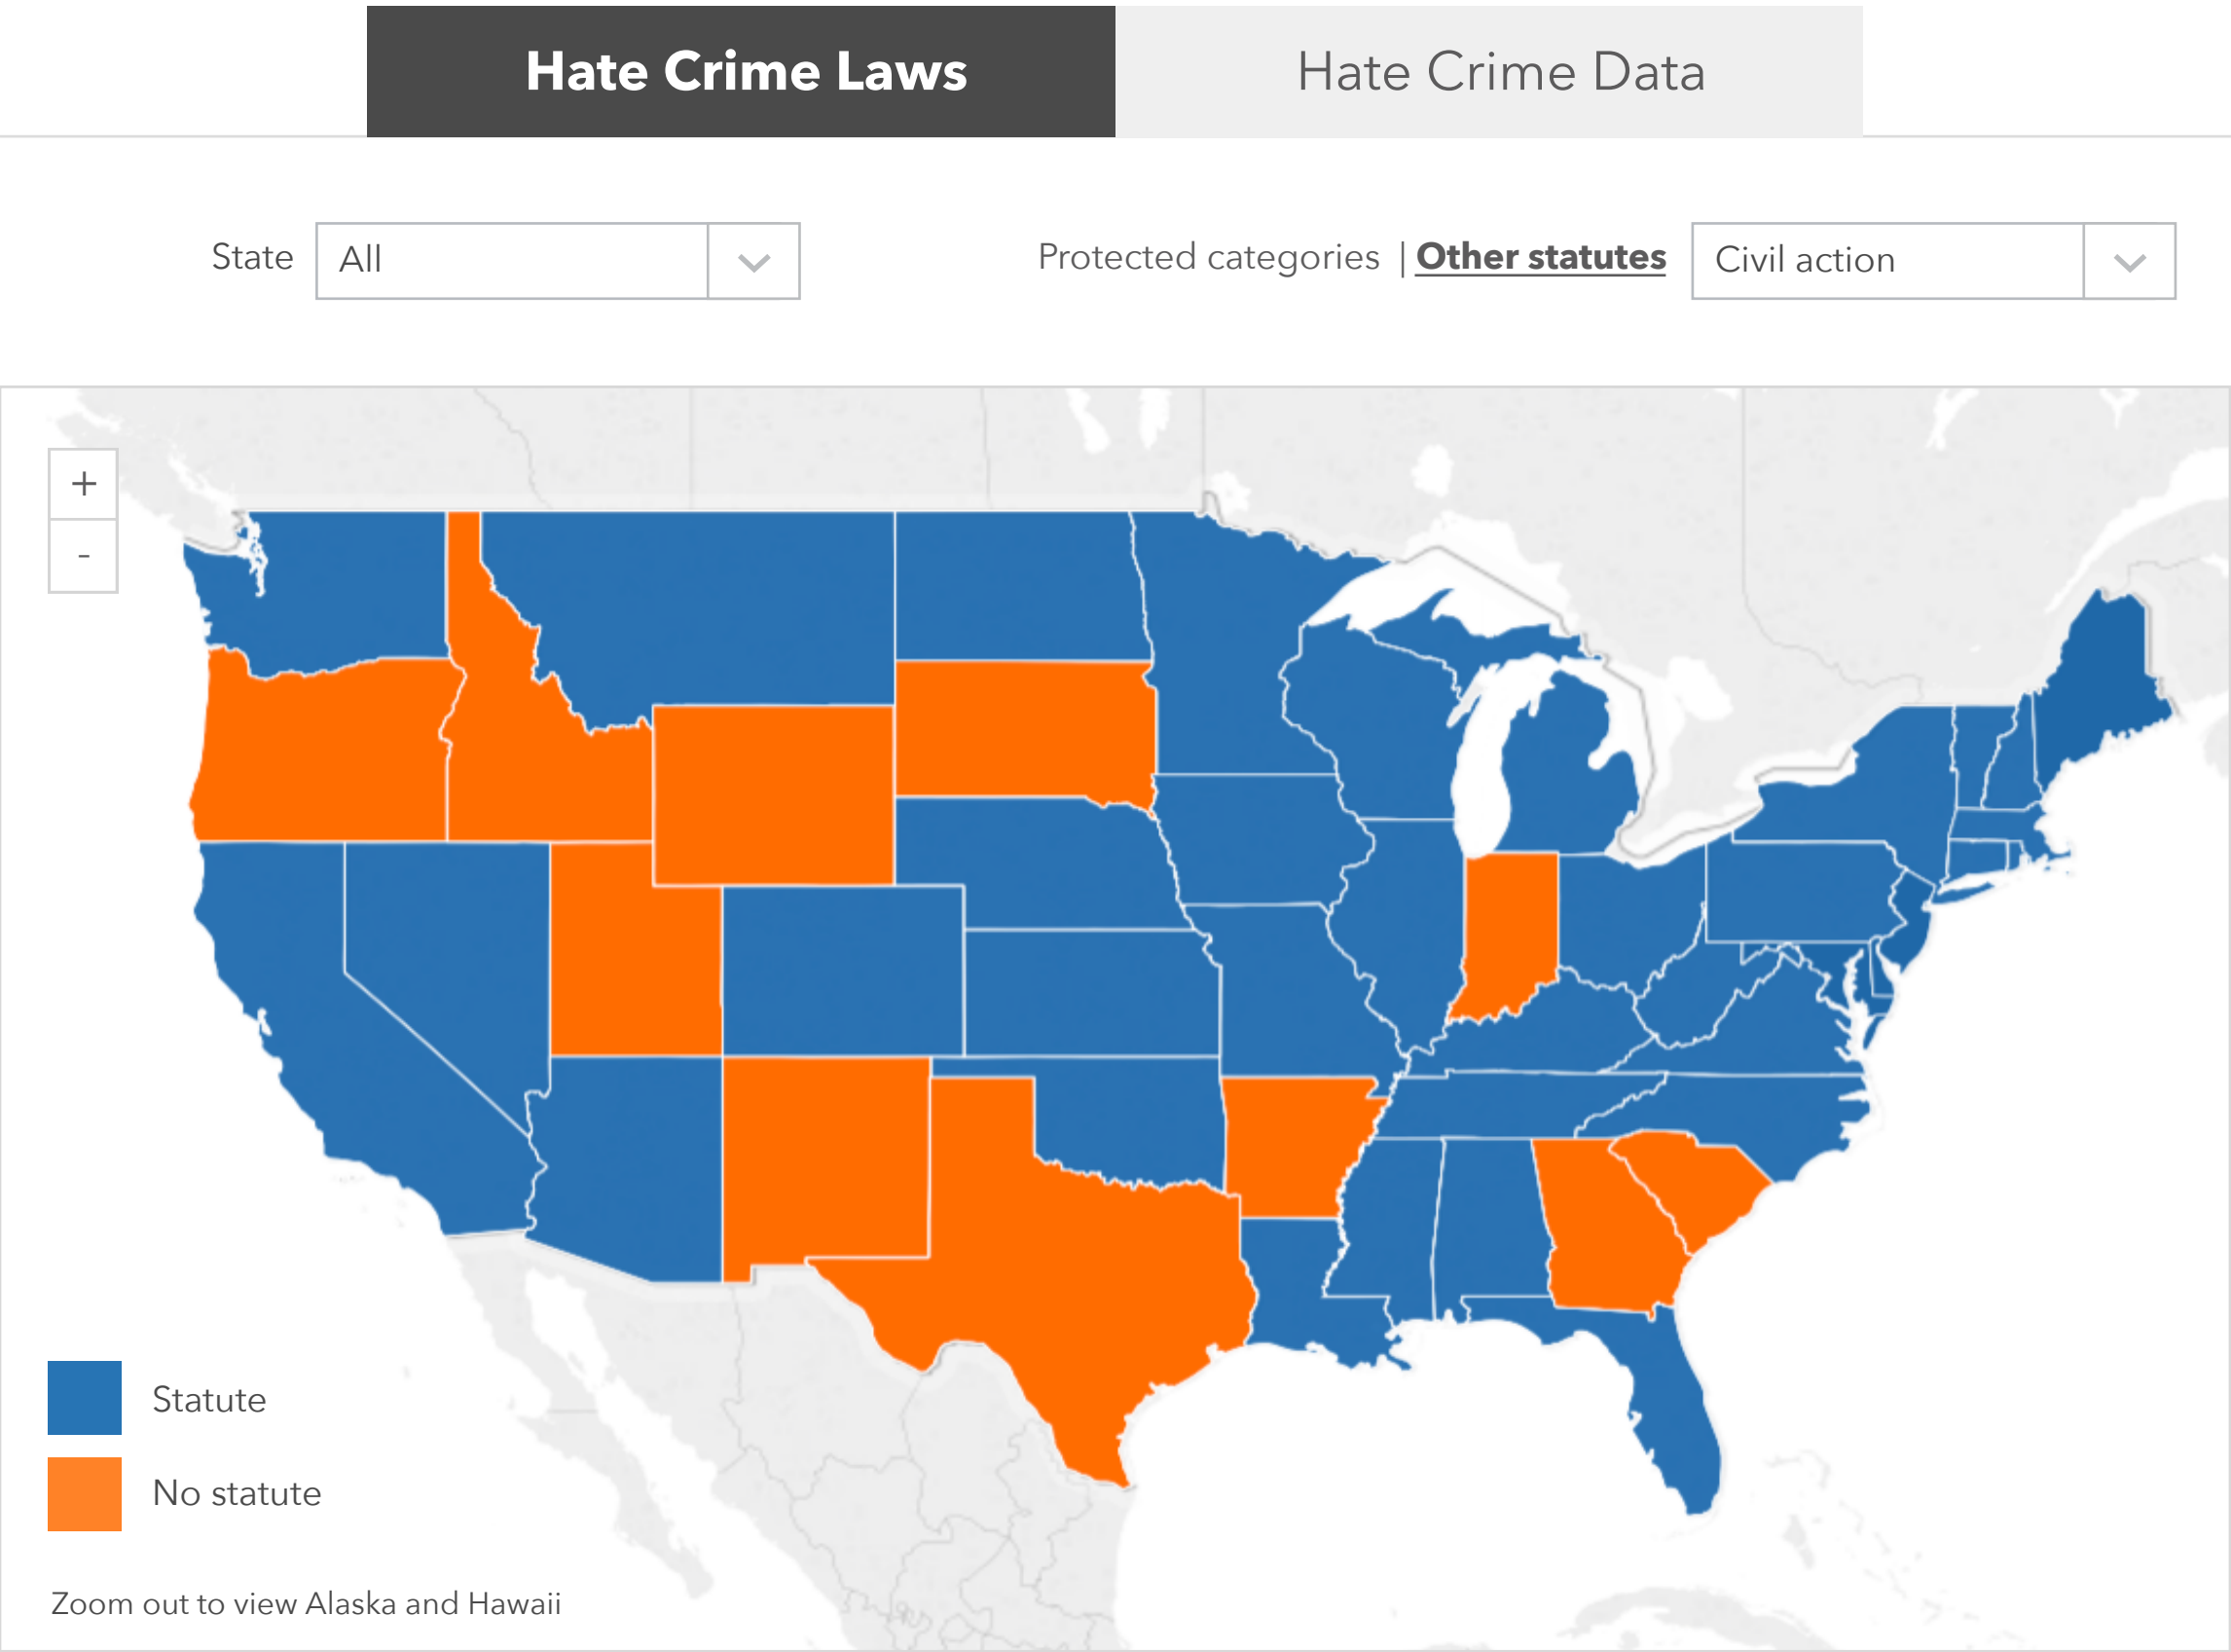 Hate Crime Laws
Hate Crime Data
State
All
Protected categories | Other statutes
Civil action
+
-
Statute
No statute
Zoom out to view Alaska and Hawaii